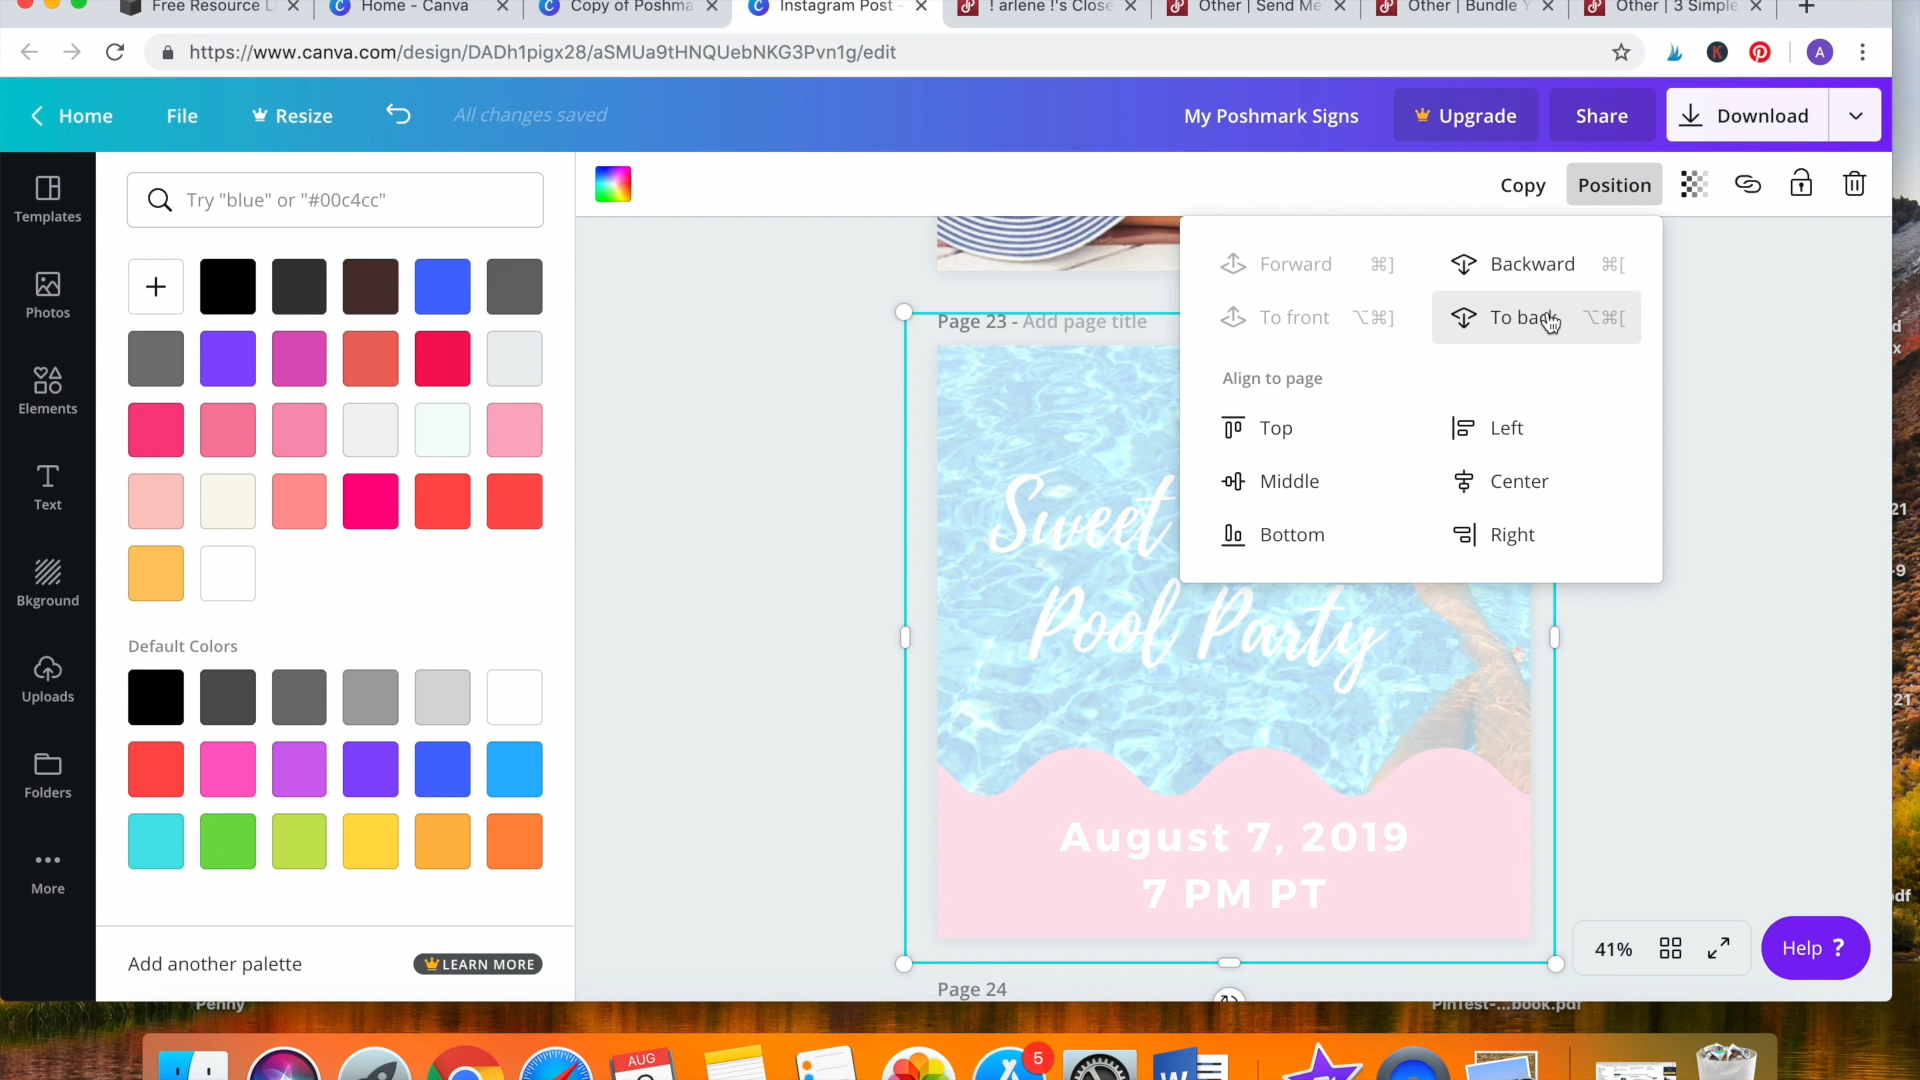 Free Resource L
Home - Canva
Copy of Poshma
Instagram Post -
! arlene !'s Close
Other | Send Me
Other | Bundle Y
Other | 3 Simple
https://www.canva.com/design/DADh1pigx28/aSMUa9tHNQUebNKG3Pvn1g/edit
A
Home
File
Resize
All changes saved
My Poshmark Signs
Upgrade
Share
Download
Templates
Photos
Elements
Text
Bkground
Uploads
Folders
More
Try "blue" or "#00c4cc"
Default Colors
Add another palette
LEARN MORE
Copy
Position
Forward ⌘]
Backward ⌘[
To front ⌥⌘]
To back ⌥⌘[
Align to page
Top
Left
Middle
Center
Bottom
Right
Page 23 - Add page title
Sweet
Pool Party
August 7, 2019
7 PM PT
Page 24
41%
Help ?
Penny
PinTest-...book.pdf
AUG
5